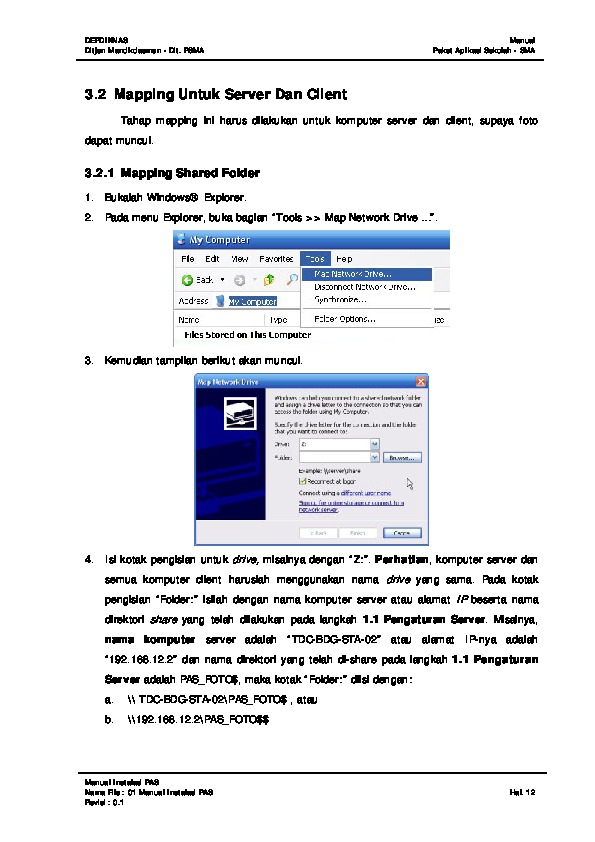 DEPDIKNAS Manual
Ditjen Mandikdasmen - Dit. PSMA Paket Aplikasi Sekolah - SMA
3.2 Mapping Untuk Server Dan Client
Tahap mapping ini harus dilakukan untuk komputer server dan client, supaya foto
dapat muncul.
3.2.1 Mapping Shared Folder
1. Bukalah Windows® Explorer.
2. Pada menu Explorer, buka bagian "Tools >> Map Network Drive ...".
My Computer
File Edit View Favorites Tools Help
Back
Map Network Drive...
Disconnect Network Drive...
Address My Computer
Synchronize...
Name Type
Folder Options...
Files Stored on This Computer
3. Kemudian tampilan berikut akan muncul.
Map Network Drive
Windows can help you connect to a shared network folder
and assign a drive letter to the connection so that you can
access the folder using My Computer.
Specify the drive letter for the connection and the folder
that you want to connect to:
Drive: Z:
Folder: Browse...
Example: \\server\share
Reconnect at logon
Connect using a different user name.
Sign up for online storage or connect to a
network server.
< Back Finish Cancel
4. Isi kotak pengisian untuk drive, misalnya dengan "Z:". Perhatian, komputer server dan
semua komputer client haruslah menggunakan nama drive yang sama. Pada kotak
pengisian "Folder:" isilah dengan nama komputer server atau alamat IP beserta nama
direktori share yang telah dilakukan pada langkah 1.1 Pengaturan Server. Misalnya,
nama komputer server adalah "TDC-BDG-STA-02" atau alamat IP-nya adalah
"192.168.12.2" dan nama direktori yang telah di-share pada langkah 1.1 Pengaturan
Server adalah PAS_FOTO$, maka kotak "Folder:" diisi dengan:
a. \\ TDC-BDG-STA-02\PAS_FOTO$ , atau
b. \\192.168.12.2\PAS_FOTO$$
Manual Instalasi PAS
Nama File : 01 Manual Instalasi PAS Hal. 12
Revisi : 0.1